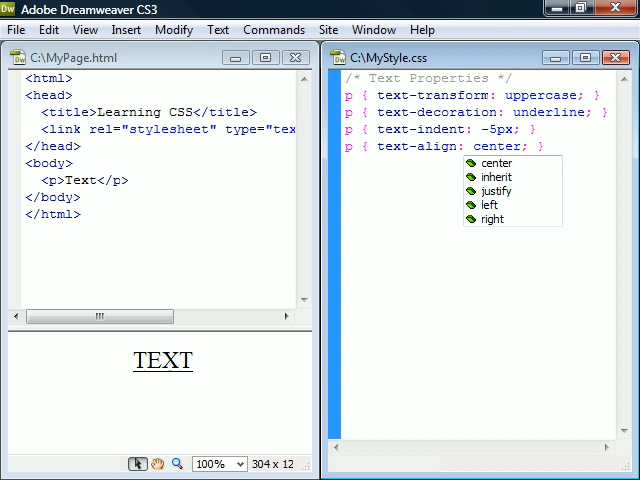 Adobe Dreamweaver CS3
File Edit View Insert Modify Text Commands Site Window Help
C:\MyPage.html
<html>
<head>
<title>Learning CSS</title>
<link rel="stylesheet" type="tex
</head>
<body>
<p>Text</p>
</body>
</html>
TEXT
100% 304 x 12
C:\MyStyle.css
/* Text Properties */
p { text-transform: uppercase; }
p { text-decoration: underline; }
p { text-indent: -5px; }
p { text-align: center; }
center
inherit
justify
left
right